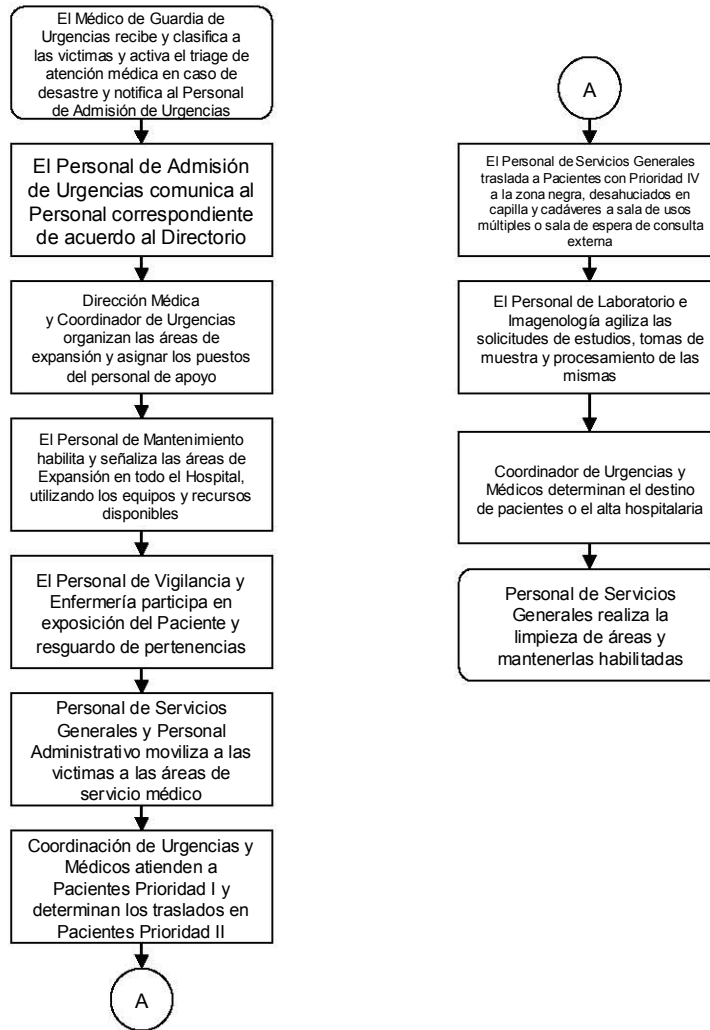 El Médico de Guardia de
Urgencias recibe y clasifica a
las victimas y activa el triage de
atención médica en caso de
desastre y notifica al Personal
de Admisión de Urgencias
El Personal de Admisión
de Urgencias comunica al
Personal correspondiente
de acuerdo al Directorio
Dirección Médica
y Coordinador de Urgencias
organizan las áreas de
expansión y asignar los puestos
del personal de apoyo
El Personal de Mantenimiento
habilita y señaliza las áreas de
Expansión en todo el Hospital,
utilizando los equipos y recursos
disponibles
El Personal de Vigilancia y
Enfermería participa en
exposición del Paciente y
resguardo de pertenencias
Personal de Servicios
Generales y Personal
Administrativo moviliza a las
victimas a las áreas de
servicio médico
Coordinación de Urgencias y
Médicos atienden a
Pacientes Prioridad I y
determinan los traslados en
Pacientes Prioridad II
A
A
El Personal de Servicios Generales
traslada a Pacientes con Prioridad IV
a la zona negra, desahuciados en
capilla y cadáveres a sala de usos
múltiples o sala de espera de consulta
externa
El Personal de Laboratorio e
Imagenología agiliza las
solicitudes de estudios, tomas de
muestra y procesamiento de las
mismas
Coordinador de Urgencias y
Médicos determinan el destino
de pacientes o el alta hospitalaria
Personal de Servicios
Generales realiza la
limpieza de áreas y
mantenerlas habilitadas